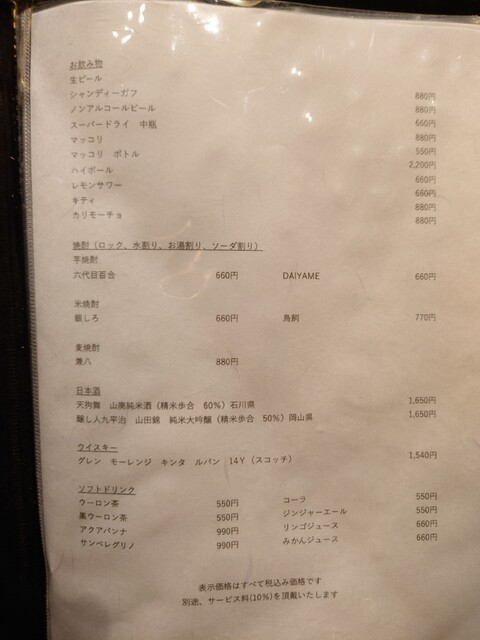 お飲み物
生ビール 880円
シャンディーガフ 880円
ノンアルコールビール 660円
スーパードライ 中瓶 880円
マッコリ 550円
マッコリ ボトル 2,200円
ハイボール 660円
レモンサワー 660円
キティ 880円
カリモーチョ 880円
焼酎（ロック、水割り、お湯割り、ソーダ割り）
芋焼酎
六代目百合 660円 DAIYAME 660円
米焼酎
銀しろ 660円 鳥飼 770円
麦焼酎
兼八 880円
日本酒
天狗舞 山廃純米酒（精米歩合 60％）石川県 1,650円
醸し人九平治 山田錦 純米大吟醸（精米歩合 50％）岡山県 1,650円
ウイスキー
グレン モーレンジ キンタ ルバン 14Y（スコッチ） 1,540円
ソフトドリンク
ウーロン茶 550円 コーラ 550円
黒ウーロン茶 550円 ジンジャーエール 550円
アクアパンナ 990円 リンゴジュース 660円
サンペレグリノ 990円 みかんジュース 660円
表示価格はすべて税込み価格です
別途、サービス料(10%)を頂戴いたします